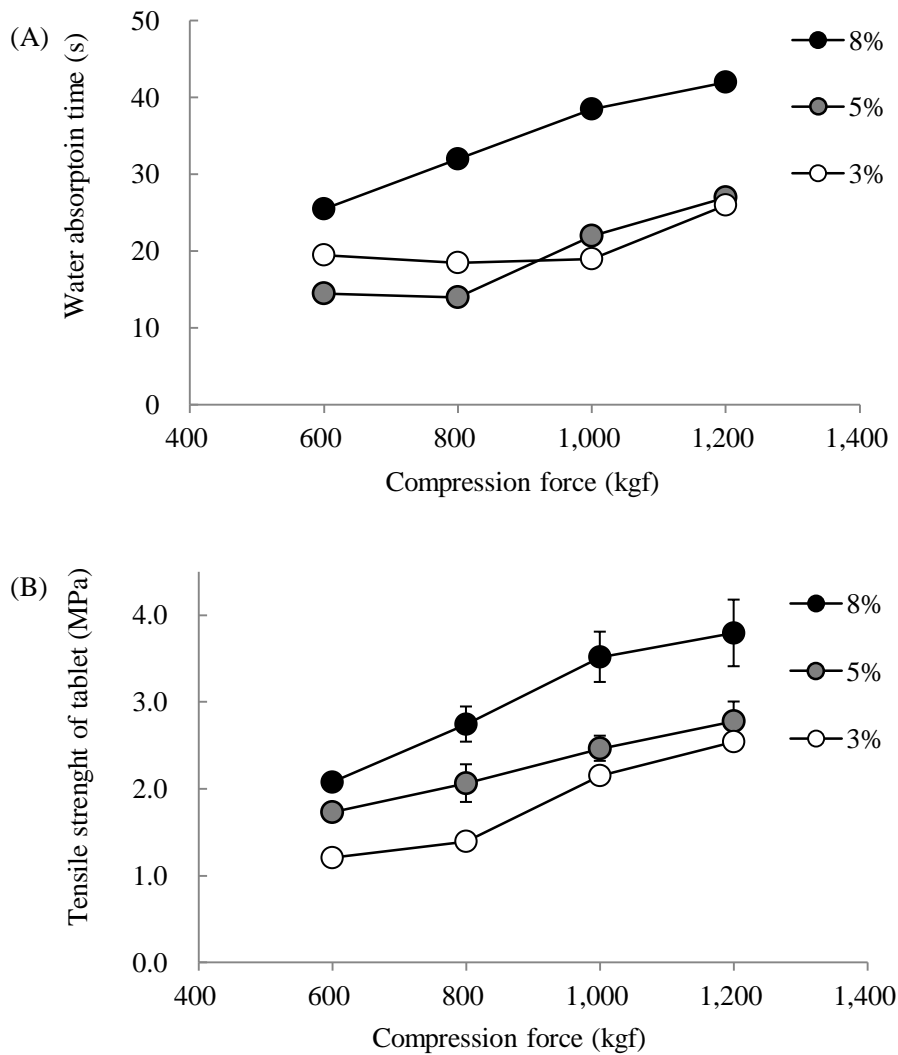 (A)
Water absorptoin time (s)
50
40
30
20
10
0
400 600 800 1,000 1,200 1,400
Compression force (kgf)
8%
5%
3%
(B)
Tensile strenght of tablet (MPa)
4.0
3.0
2.0
1.0
0.0
400 600 800 1,000 1,200 1,400
Compression force (kgf)
8%
5%
3%